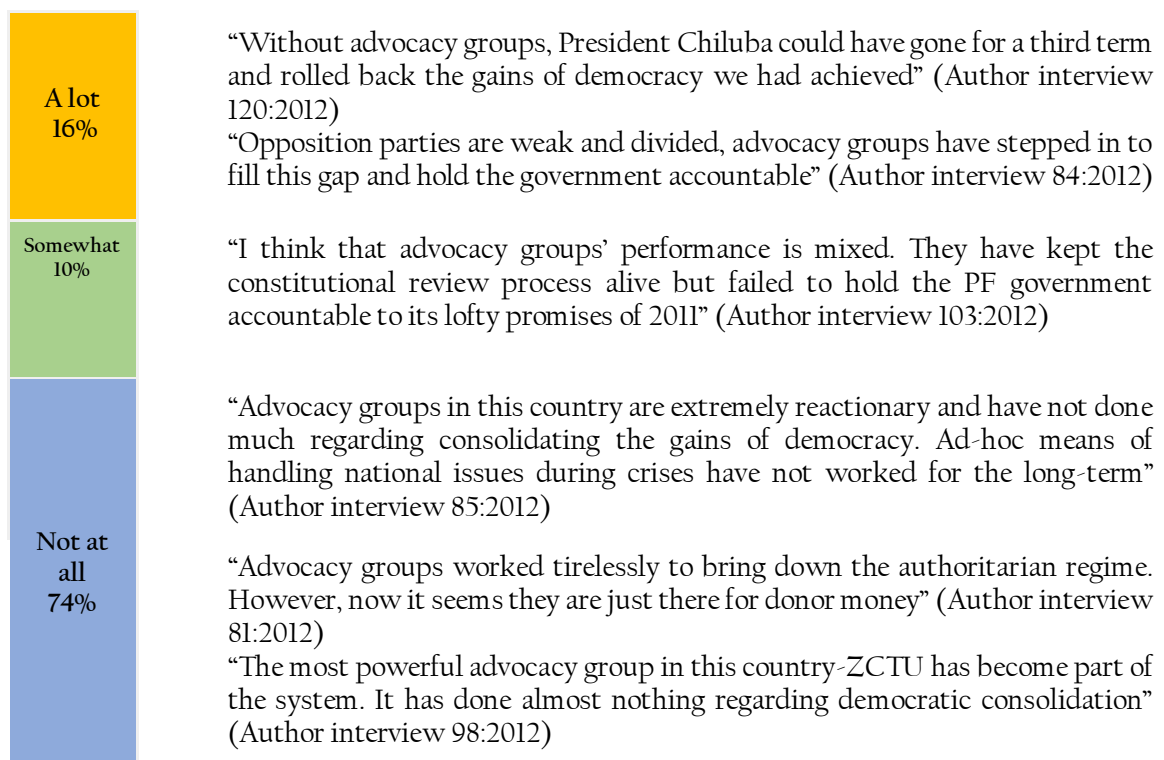 A lot
16%
“Without advocacy groups, President Chiluba could have gone for a third term
and rolled back the gains of democracy we had achieved” (Author interview
120:2012)
“Opposition parties are weak and divided, advocacy groups have stepped in to
fill this gap and hold the government accountable” (Author interview 84:2012)
Somewhat
10%
“I think that advocacy groups’ performance is mixed. They have kept the
constitutional review process alive but failed to hold the PF government
accountable to its lofty promises of 2011” (Author interview 103:2012)
Not at
all
74%
“Advocacy groups in this country are extremely reactionary and have not done
much regarding consolidating the gains of democracy. Ad-hoc means of
handling national issues during crises have not worked for the long-term”
(Author interview 85:2012)
“Advocacy groups worked tirelessly to bring down the authoritarian regime.
However, now it seems they are just there for donor money” (Author interview
81:2012)
“The most powerful advocacy group in this country-ZCTU has become part of
the system. It has done almost nothing regarding democratic consolidation”
(Author interview 98:2012)